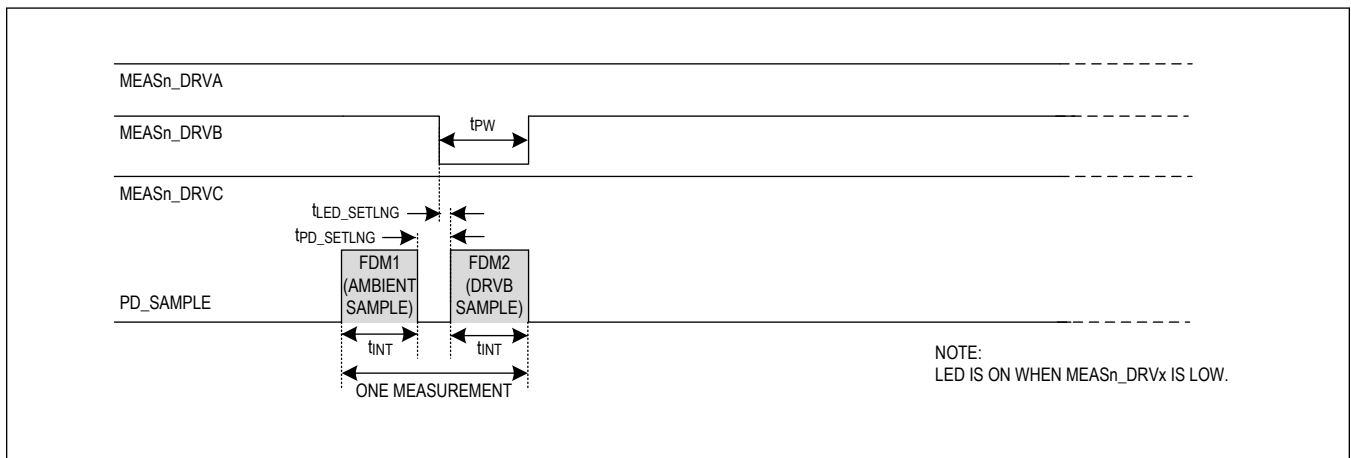 MEASn_DRVA
MEASn_DRVB
tPW
MEASn_DRVC
tLED_SETLNG
tPD_SETLNG
FDM1
(AMBIENT
SAMPLE)
FDM2
(DRVB
SAMPLE)
PD_SAMPLE
tINT
tINT
ONE MEASUREMENT
NOTE:
LED IS ON WHEN MEASn_DRVx IS LOW.